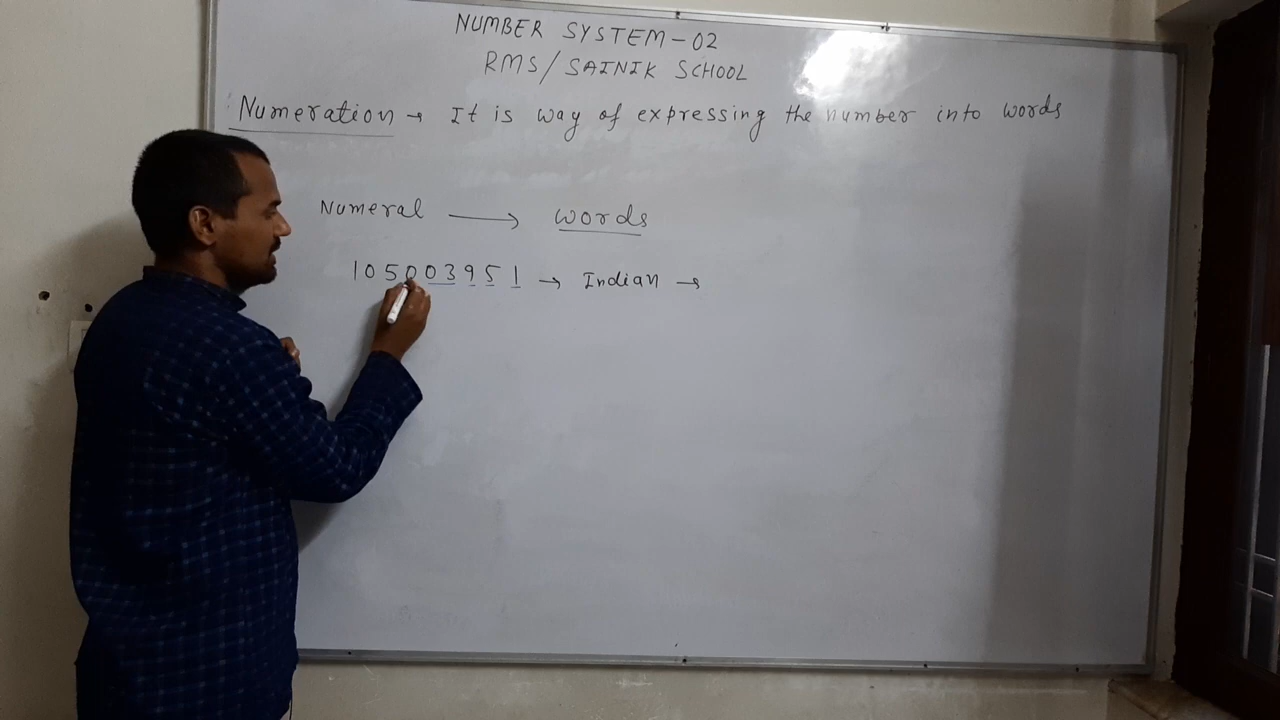 NUMBER SYSTEM-02
RMS/SAINIK SCHOOL
Numeration → It is way of expressing the number into words
Numeral → words
105003951 → Indian →